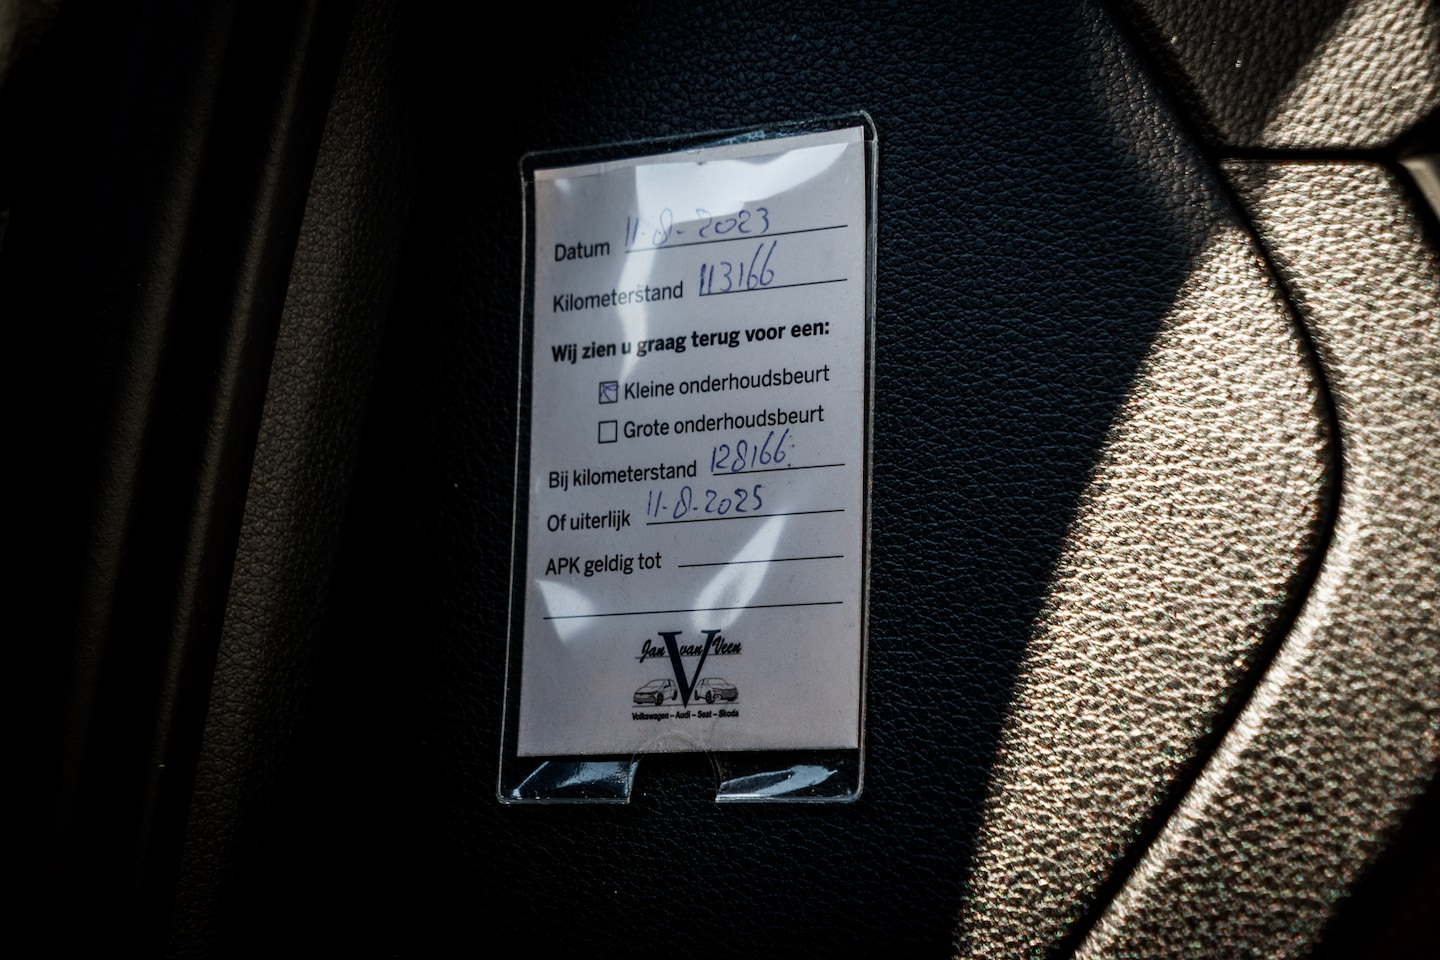 Datum 11-8-2023
Kilometerstand 113166
Wij zien u graag terug voor een:
Kleine onderhoudsbeurt
Grote onderhoudsbeurt
Bij kilometerstand 128166
Of uiterlijk 11-8-2025
APK geldig tot
Jan van Veen
V
Volkswagen – Audi – Seat – Skoda